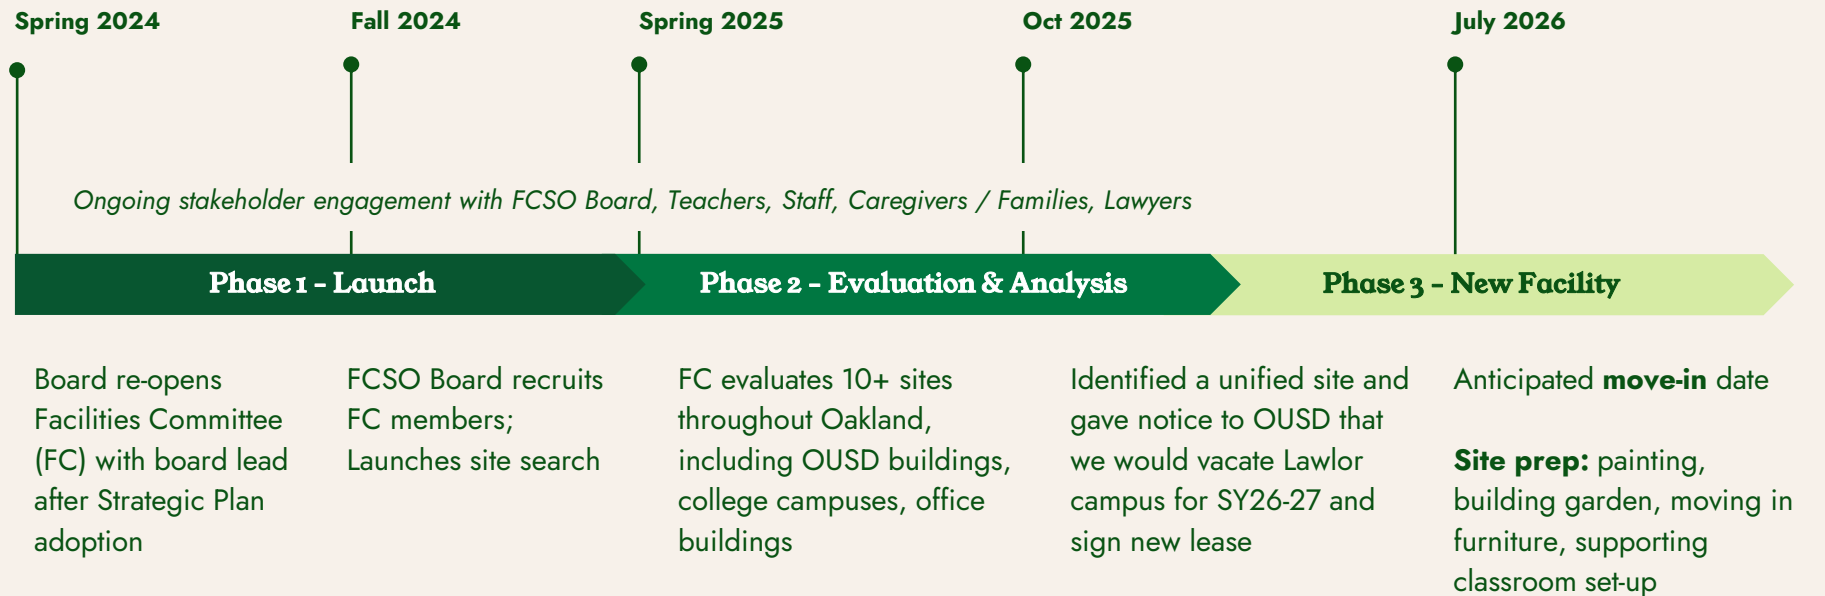 Spring 2024
Fall 2024
Spring 2025
Oct 2025
July 2026
Ongoing stakeholder engagement with FCSO Board, Teachers, Staff, Caregivers / Families, Lawyers
Phase 1 - Launch
Phase 2 - Evaluation & Analysis
Phase 3 - New Facility
Board re-opens
Facilities Committee
(FC) with board lead
after Strategic Plan
adoption
FCSO Board recruits
FC members;
Launches site search
FC evaluates 10+ sites
throughout Oakland,
including OUSD buildings,
college campuses, office
buildings
Identified a unified site and
gave notice to OUSD that
we would vacate Lawlor
campus for SY26-27 and
sign new lease
Anticipated move-in date
Site prep: painting,
building garden, moving in
furniture, supporting
classroom set-up